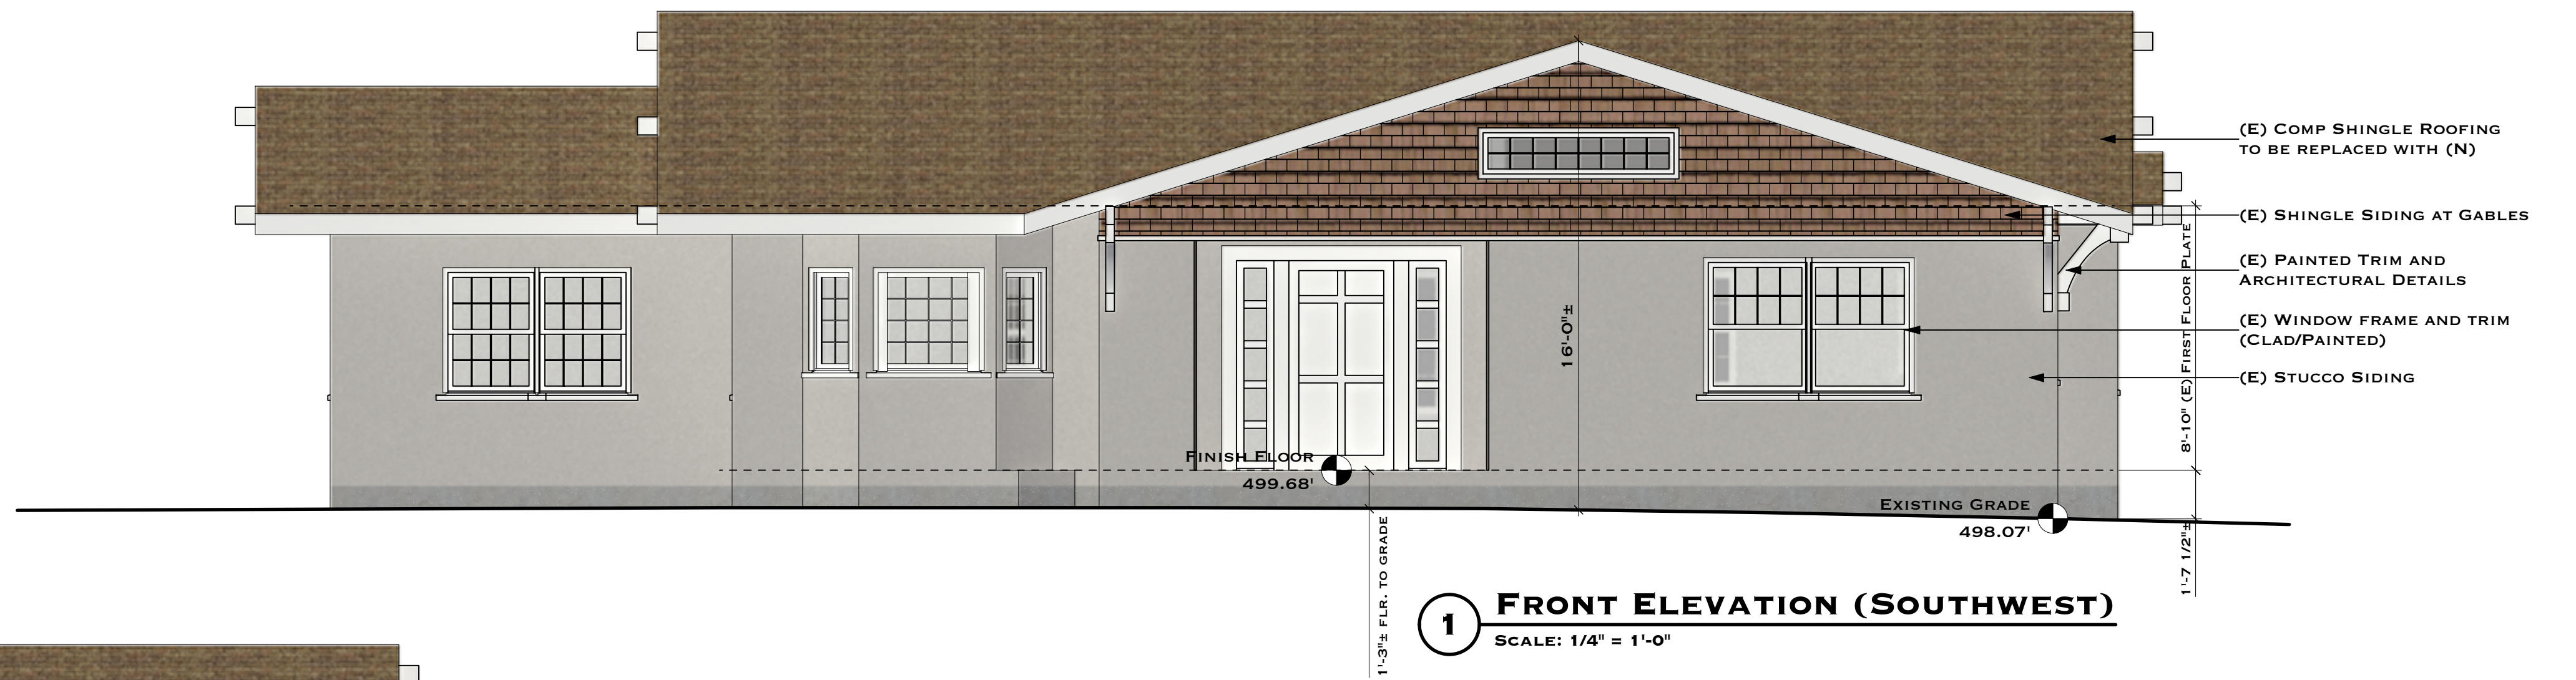 (E) Comp Shingle Roofing
to be replaced with (N)
(E) Shingle Siding at Gables
(E) Painted Trim and
Architectural Details
(E) Window frame and trim
(Clad/Painted)
(E) Stucco Siding
8'-10" (E) First Floor Plate
16'-0"±
Finish Floor
499.68'
Existing Grade
498.07'
1'-7 1/2"±
1'-3"± Flr. to grade
1
Front Elevation (Southwest)
Scale: 1/4" = 1'-0"